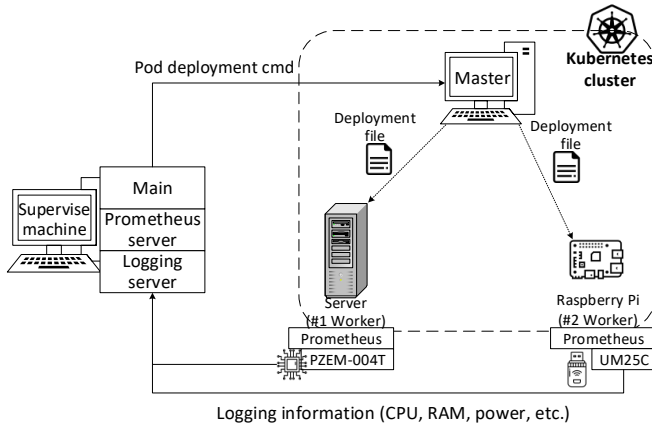 Kubernetes
cluster
Pod deployment cmd
Master
Deployment
file
Deployment
file
Main
Supervise
machine
Prometheus
server
Logging
server
Server
(#1 Worker)
Raspberry Pi
(#2 Worker)
Prometheus
Prometheus
PZEM-004T
UM25C
Logging information (CPU, RAM, power, etc.)